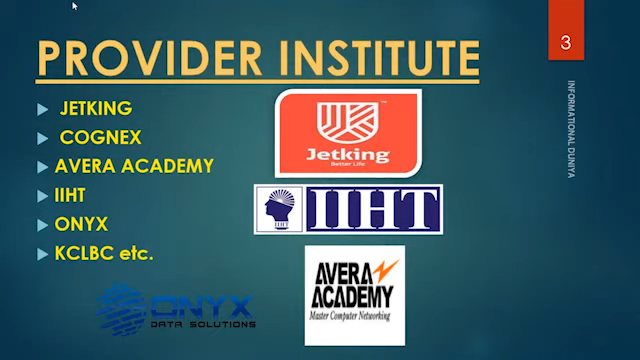 3
PROVIDER INSTITUTE
JETKING
COGNEX
AVERA ACADEMY
IIHT
ONYX
KCLBC etc.
Jetking
Better Life
IIHT
AVERA
ACADEMY
Master Computer Networking
ONYX
DATA SOLUTIONS
INFORMATIONAL DUNIYA